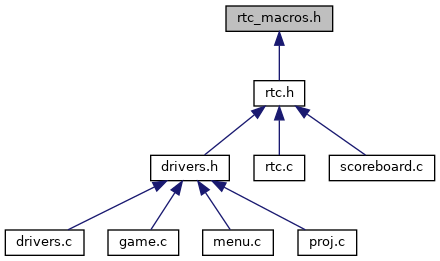 rtc_macros.h
rtc.h
drivers.h
rtc.c
scoreboard.c
drivers.c
game.c
menu.c
proj.c